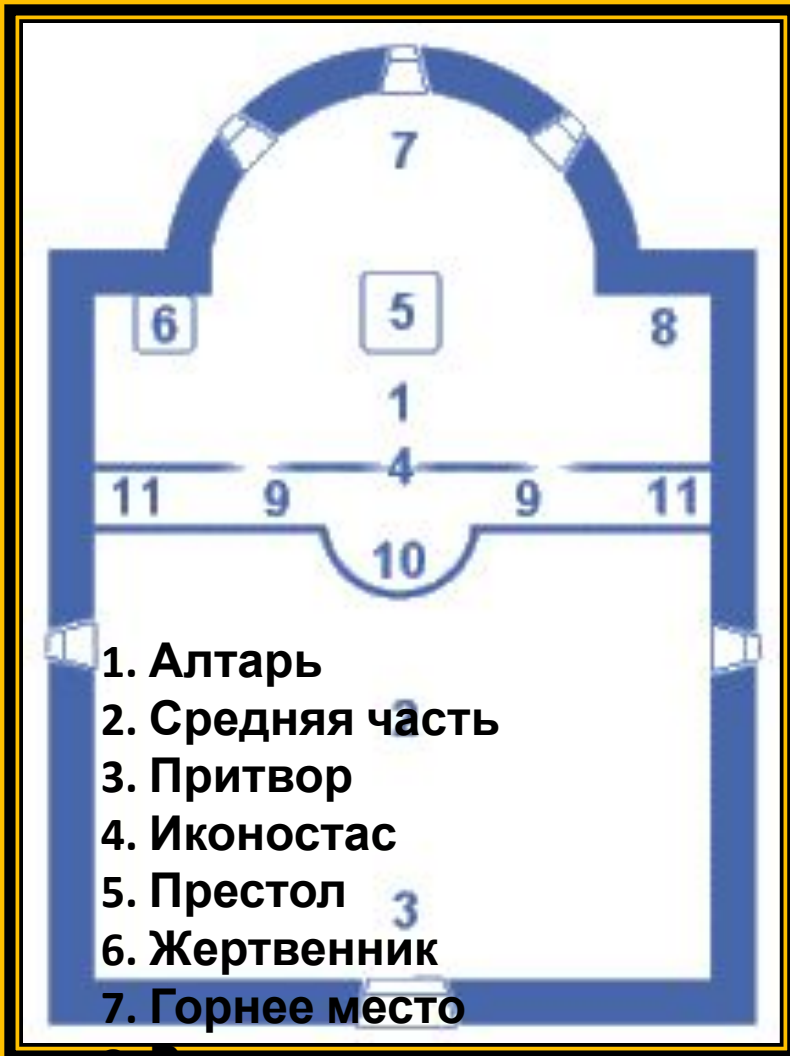 7
6 5 8
1
4
11 9 9 11
10
1. Алтарь
2. Средняя часть
2
3. Притвор
4. Иконостас
5. Престол
3
6. Жертвенник
7. Горнее место